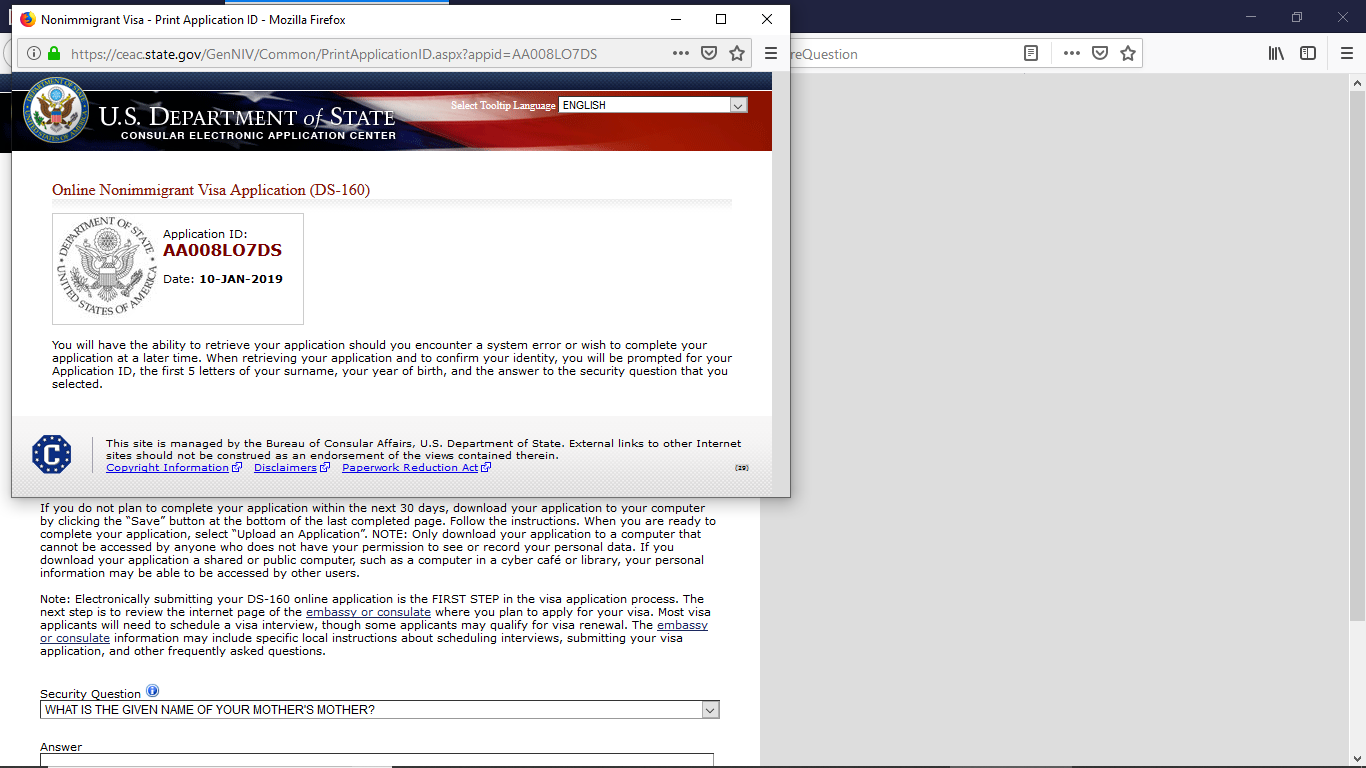 Nonimmigrant Visa - Print Application ID - Mozilla Firefox
https://ceac.state.gov/GenNIV/Common/PrintApplicationID.aspx?appid=AA008LO7DS
reQuestion
U.S. DEPARTMENT of STATE
CONSULAR ELECTRONIC APPLICATION CENTER
Select Tooltip Language ENGLISH
Online Nonimmigrant Visa Application (DS-160)
DEPARTMENT OF STATE
UNITED STATES OF AMERICA
Application ID:
AA008LO7DS
Date: 10-JAN-2019
You will have the ability to retrieve your application should you encounter a system error or wish to complete your
application at a later time. When retrieving your application and to confirm your identity, you will be prompted for your
Application ID, the first 5 letters of your surname, your year of birth, and the answer to the security question that you
selected.
C
This site is managed by the Bureau of Consular Affairs, U.S. Department of State. External links to other Internet
sites should not be construed as an endorsement of the views contained therein.
Copyright Information Disclaimers Paperwork Reduction Act
(29)
If you do not plan to complete your application within the next 30 days, download your application to your computer
by clicking the “Save” button at the bottom of the last completed page. Follow the instructions. When you are ready to
complete your application, select “Upload an Application”. NOTE: Only download your application to a computer that
cannot be accessed by anyone who does not have your permission to see or record your personal data. If you
download your application a shared or public computer, such as a computer in a cyber café or library, your personal
information may be able to be accessed by other users.
Note: Electronically submitting your DS-160 online application is the FIRST STEP in the visa application process. The
next step is to review the internet page of the embassy or consulate where you plan to apply for your visa. Most visa
applicants will need to schedule a visa interview, though some applicants may qualify for visa renewal. The embassy
or consulate information may include specific local instructions about scheduling interviews, submitting your visa
application, and other frequently asked questions.
Security Question
WHAT IS THE GIVEN NAME OF YOUR MOTHER'S MOTHER?
Answer